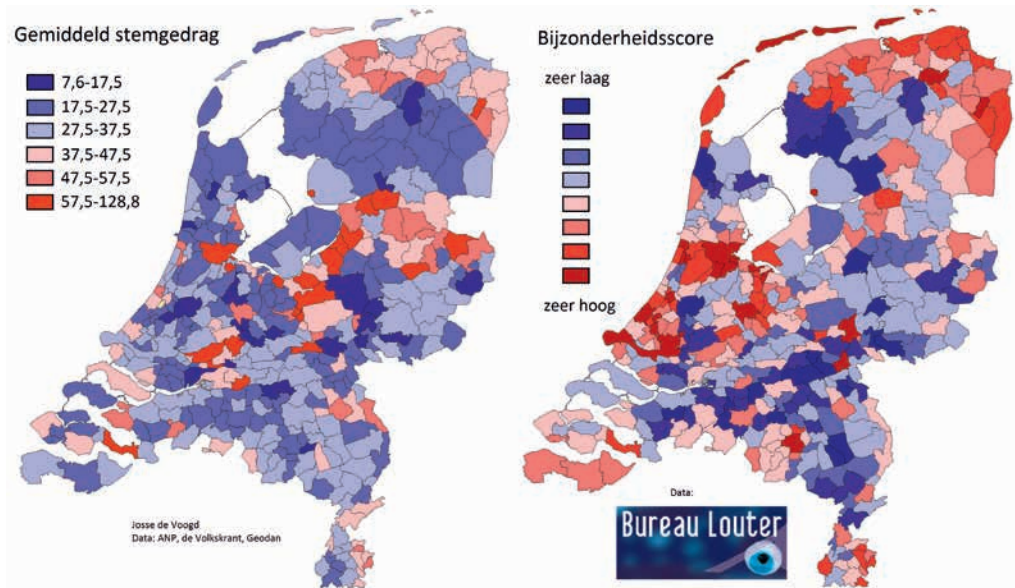 Gemiddeld stemgedrag
7,6-17,5
17,5-27,5
27,5-37,5
37,5-47,5
47,5-57,5
57,5-128,8
Josse de Voogd
Data: ANP, de Volkskrant, Geodan
Bijzonderheidsscore
zeer laag
zeer hoog
Data:
Bureau Louter